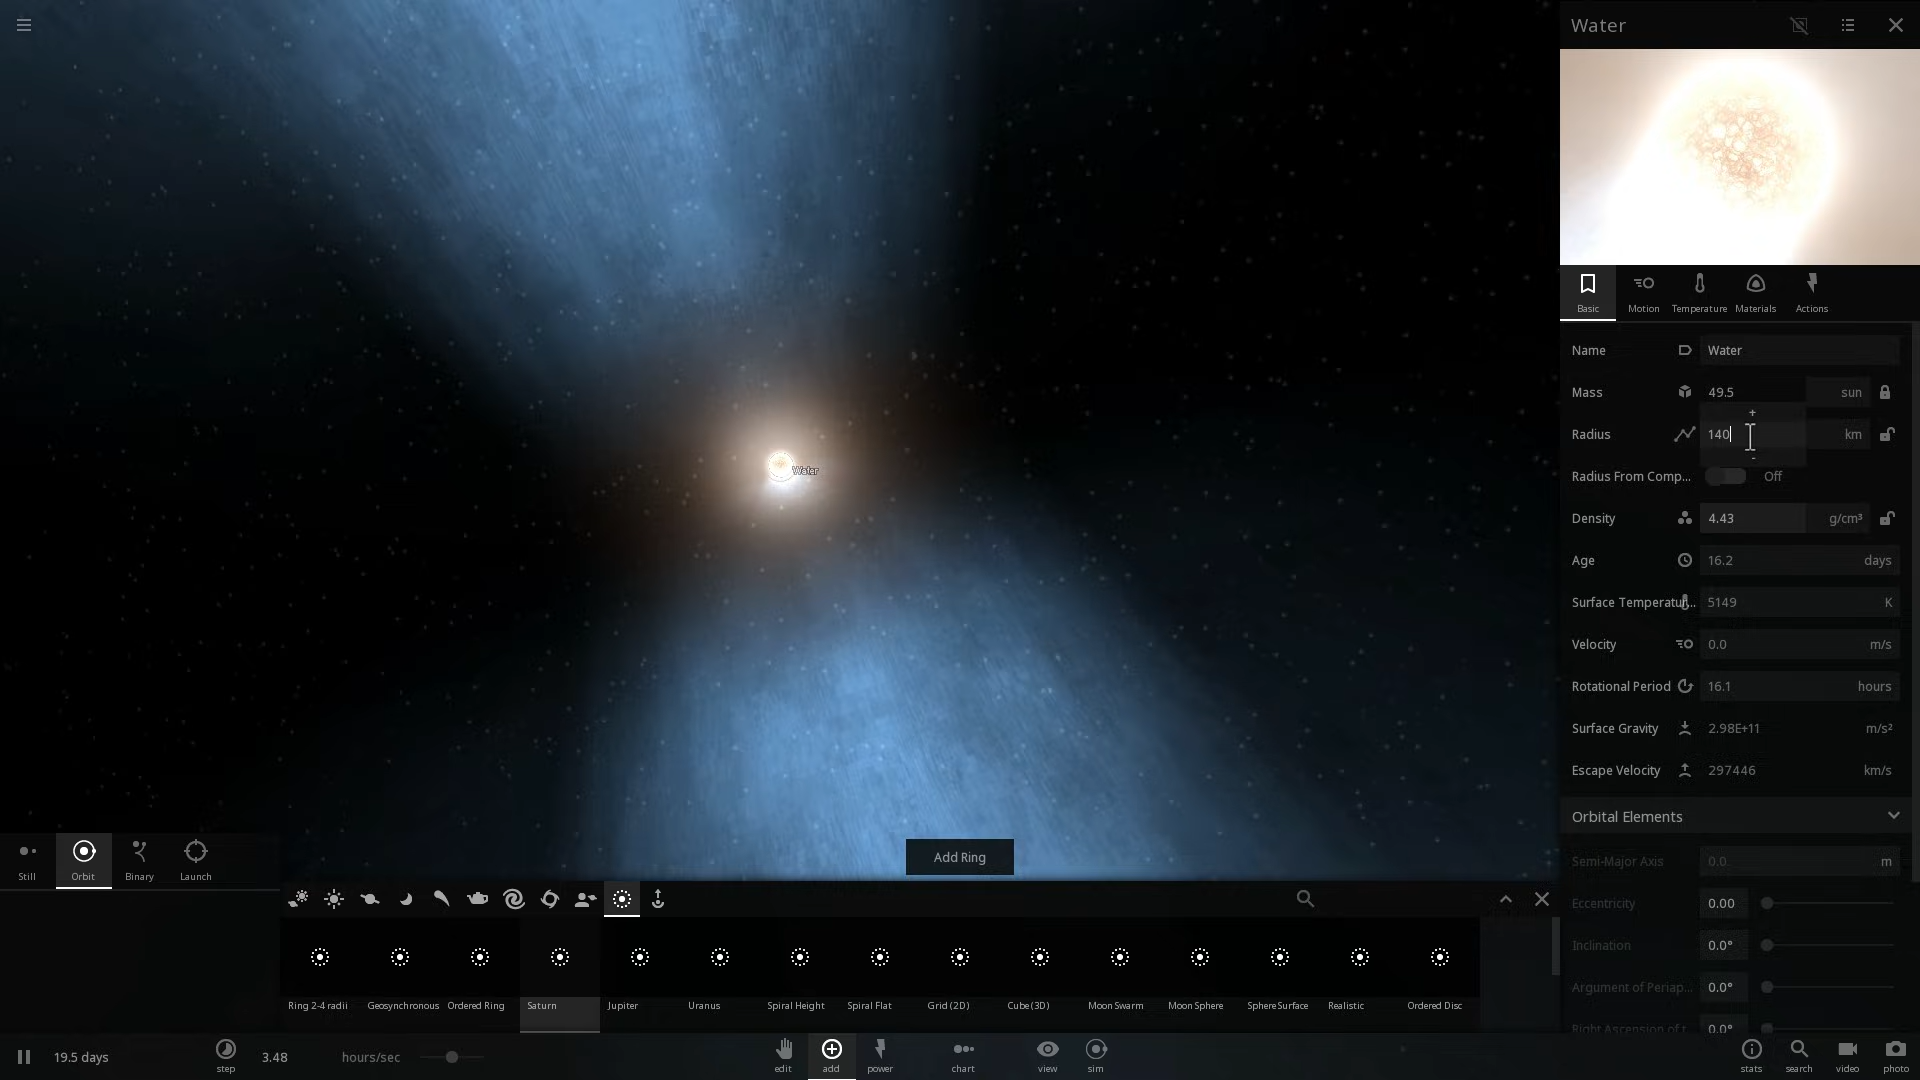 Water
Water
Basic
Motion
Temperature
Materials
Actions
Name
Water
Mass
49.5
sun
+
Radius
140
km
-
Radius From Comp...
Off
Density
4.43
g/cm³
Age
16.2
days
Surface Temperatur...
5149
K
Velocity
0.0
m/s
Rotational Period
16.1
hours
Surface Gravity
2.98E+11
m/s²
Escape Velocity
297446
km/s
Orbital Elements
Semi-Major Axis
0.0
m
Eccentricity
0.00
Inclination
0.0°
Argument of Periap...
0.0°
Right Ascension of t
0.0°
Add Ring
Still
Orbit
Binary
Launch
Ring 2-4 radii
Geosynchronous
Ordered Ring
Saturn
Jupiter
Uranus
Spiral Height
Spiral Flat
Grid (2D)
Cube (3D)
Moon Swarm
Moon Sphere
Sphere Surface
Realistic
Ordered Disc
19.5 days
step
3.48
hours/sec
edit
add
power
chart
view
sim
stats
search
video
photo